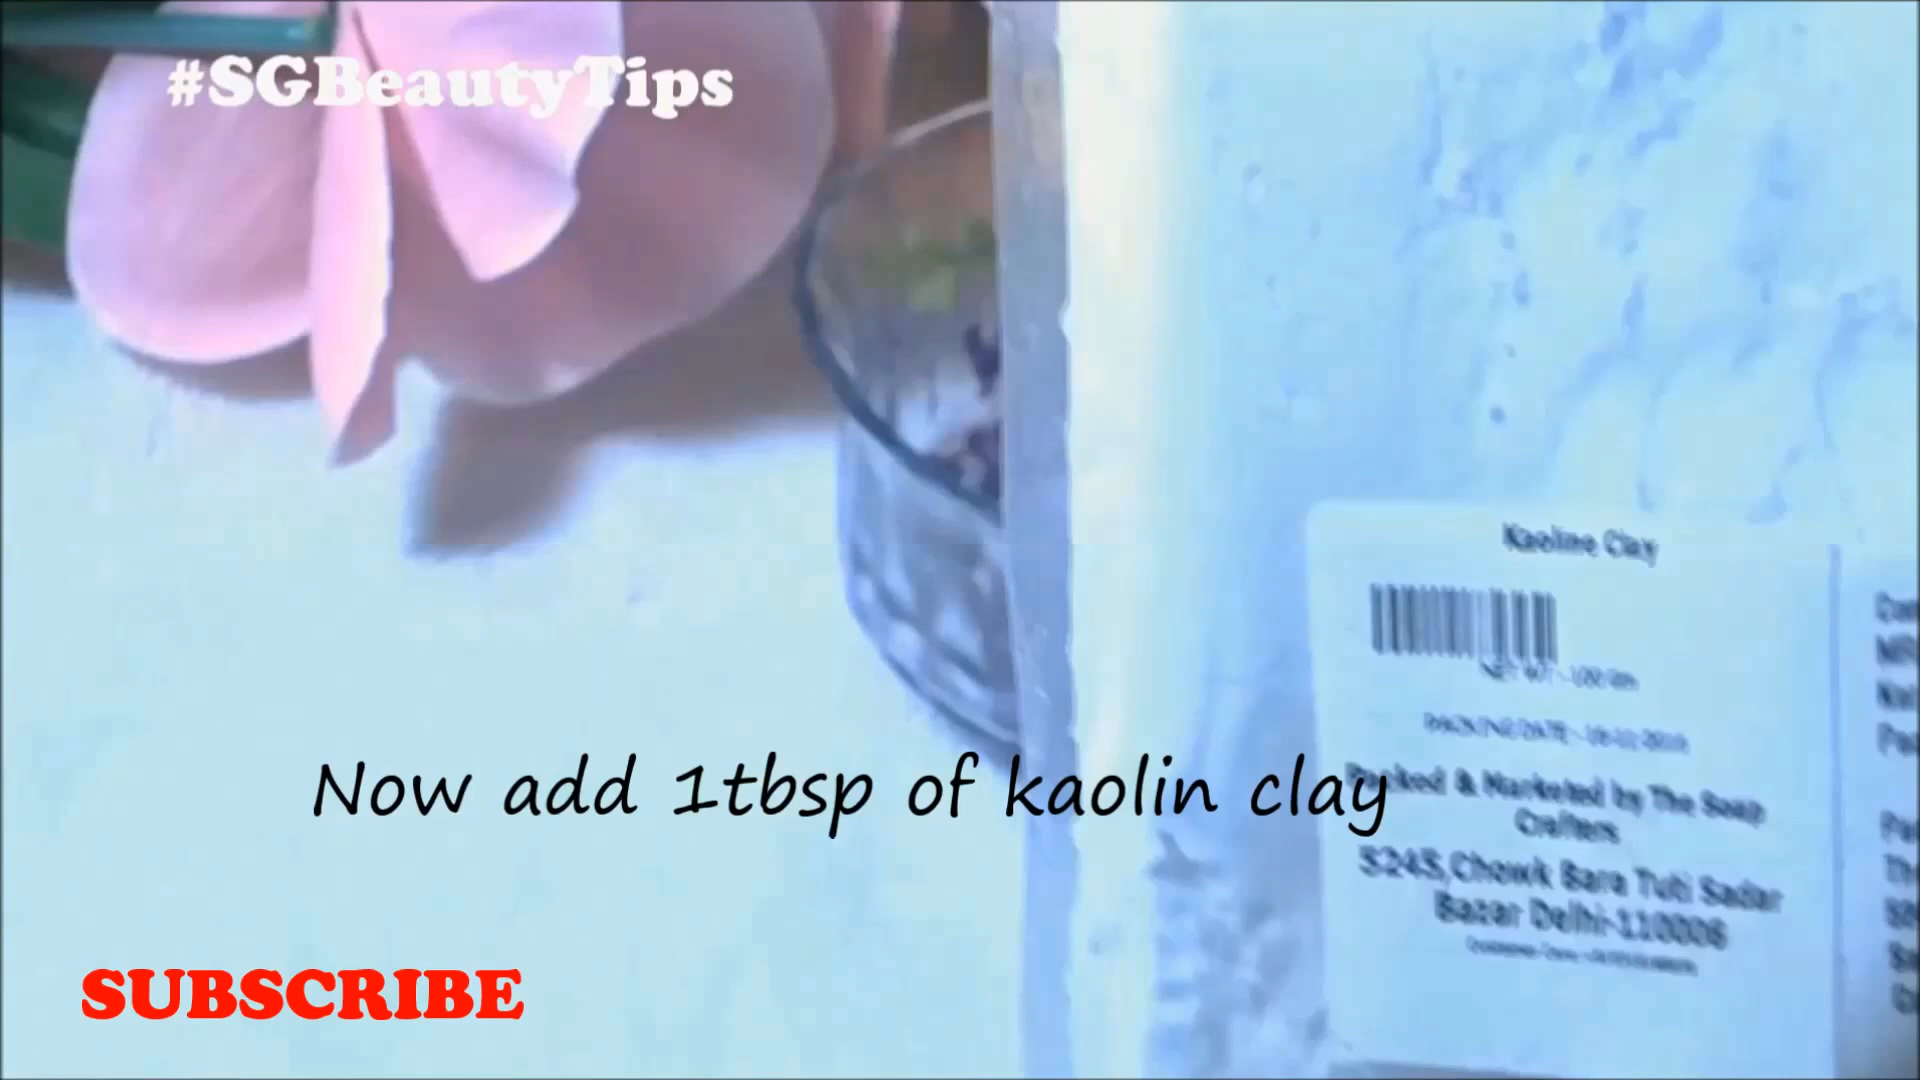 #SGBeautyTips
Kaoline Clay
Now add 1tbsp of kaolin clay
Packed & Marketed by The Soap
Crafters
5245,Chowk Bara Tuti Sadar
Bazar Delhi-110006
SUBSCRIBE